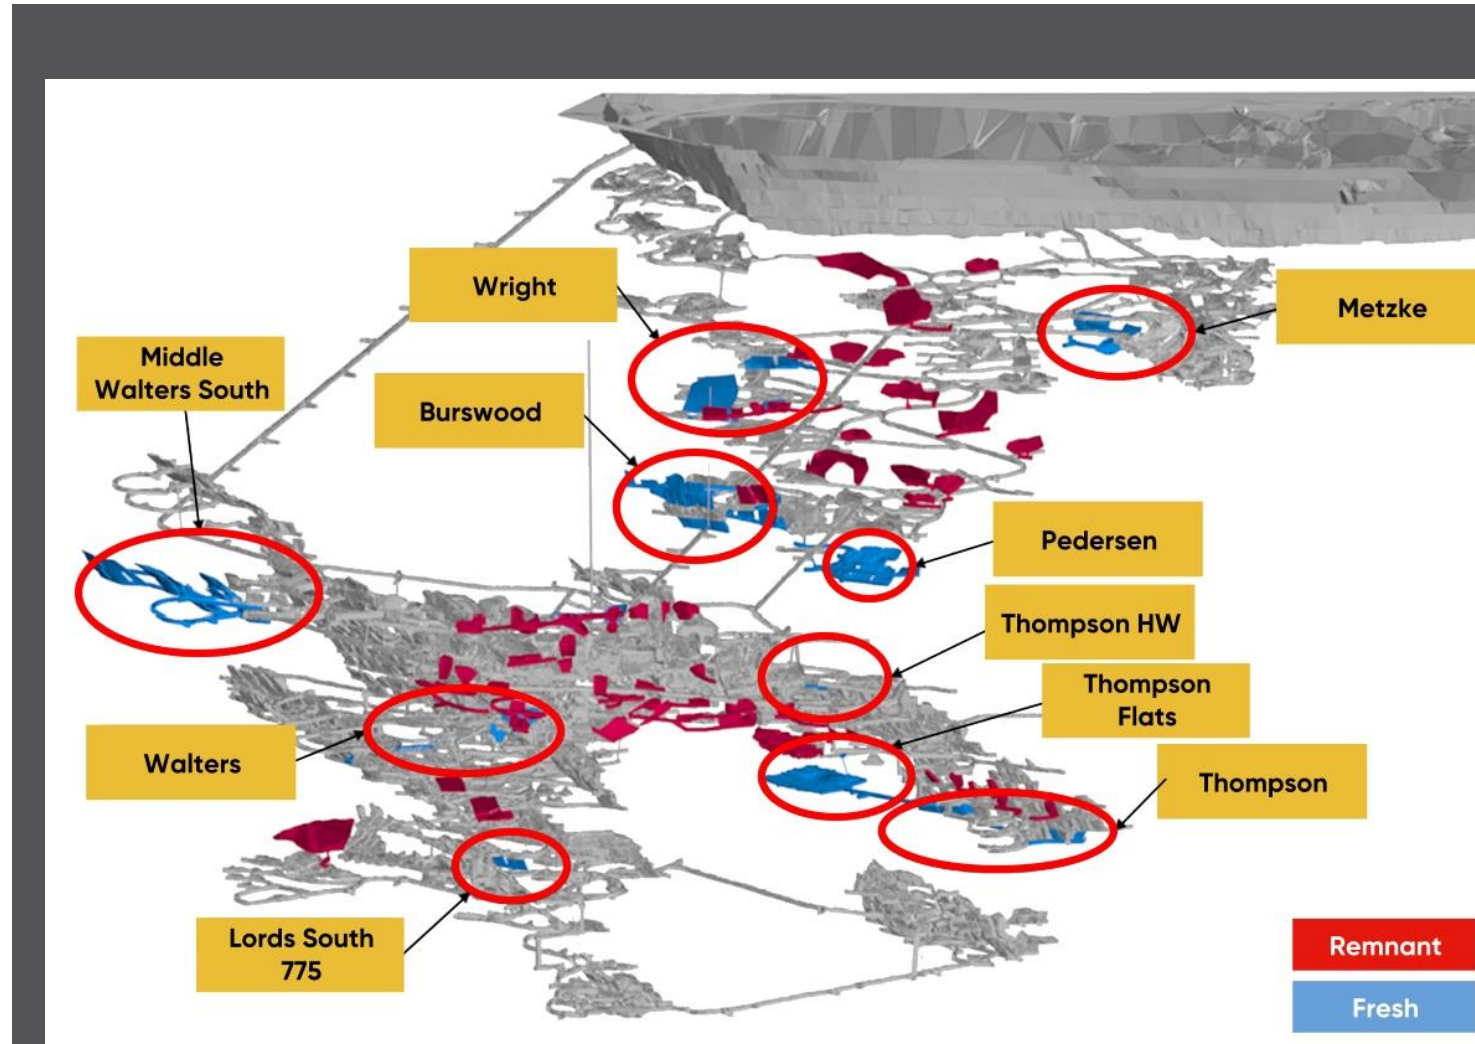 Wright
Metzke
Middle
Walters South
Burswood
Pedersen
Thompson HW
Thompson
Flats
Walters
Thompson
Lords South
775
Remnant
Fresh